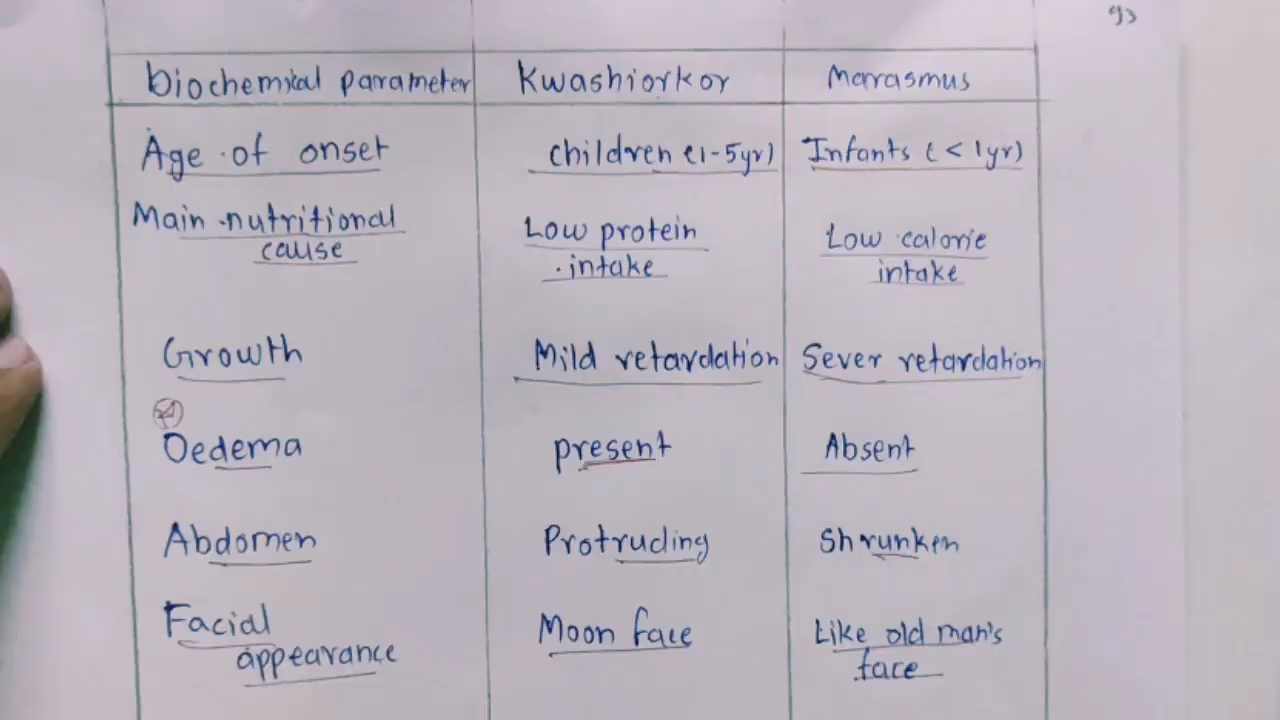 biochemical parameter Kwashiorkor Marasmus
Age of onset children (1-5yr) Infants (<1yr)
Main nutritional cause Low protein intake Low calorie intake
Growth Mild retardation Sever retardation
Oedema present Absent
Abdomen Protruding Shrunken
Facial appearance Moon face Like old man's face